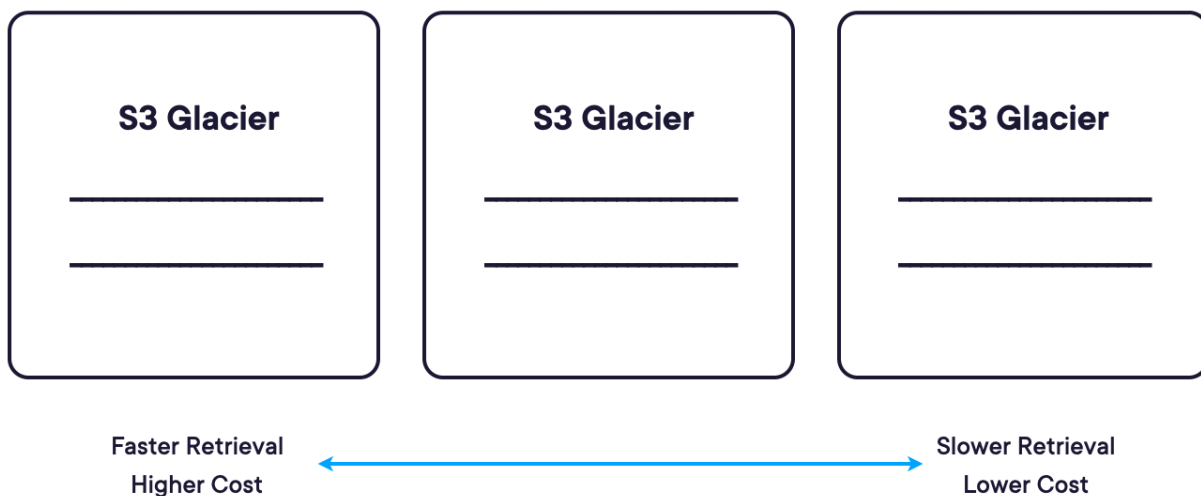 S3 Glacier
S3 Glacier
S3 Glacier
Faster Retrieval
Higher Cost
Slower Retrieval
Lower Cost